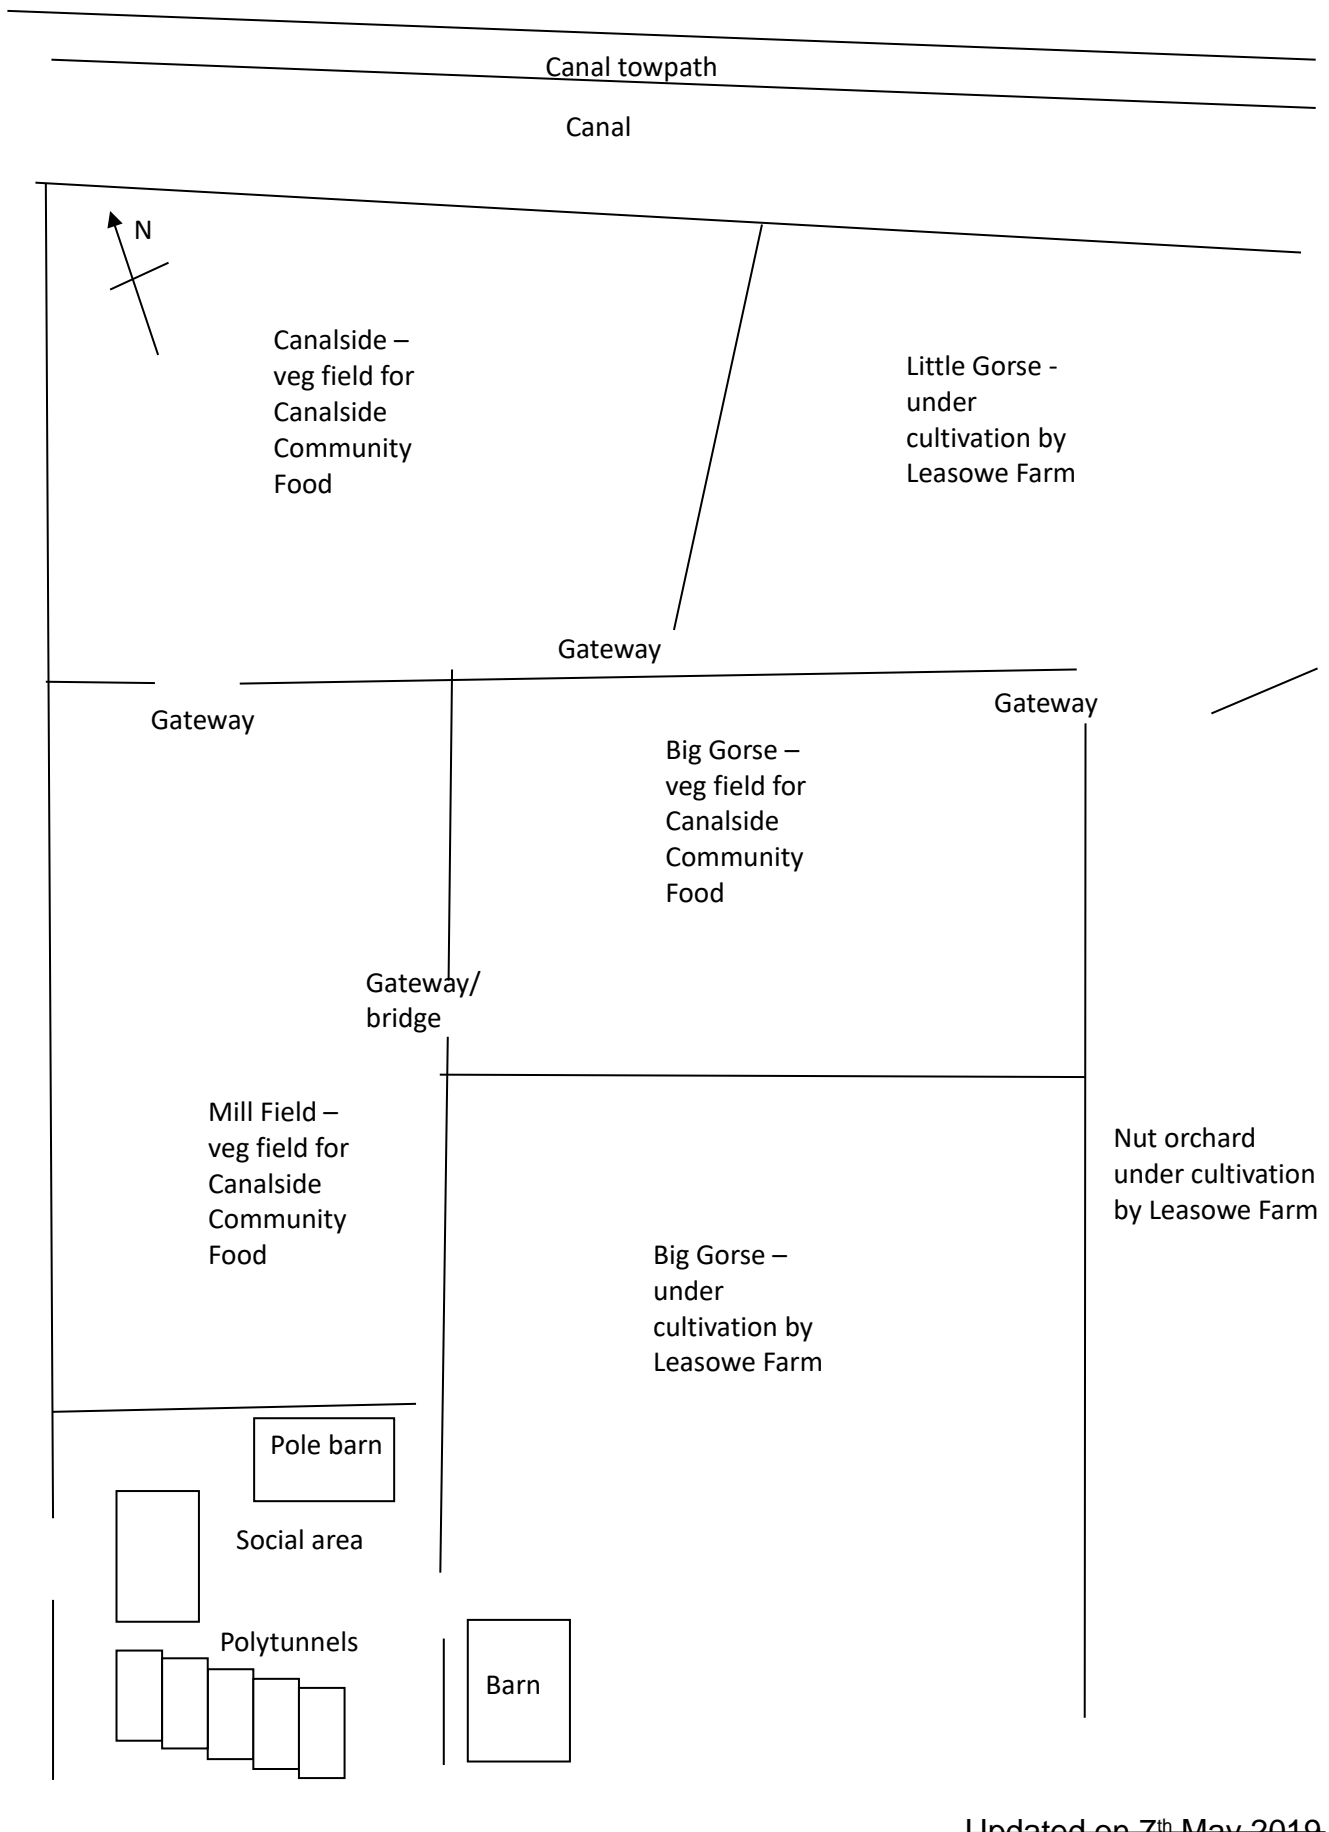 Canal towpath
Canal
N
Canalside –
veg field for
Canalside
Community
Food
Little Gorse -
under
cultivation by
Leasowe Farm
Gateway
Gateway
Gateway
Big Gorse –
veg field for
Canalside
Community
Food
Gateway/
bridge
Mill Field –
veg field for
Canalside
Community
Food
Nut orchard
under cultivation
by Leasowe Farm
Big Gorse –
under
cultivation by
Leasowe Farm
Pole barn
Social area
Polytunnels
Barn
Updated on 7th May 2019